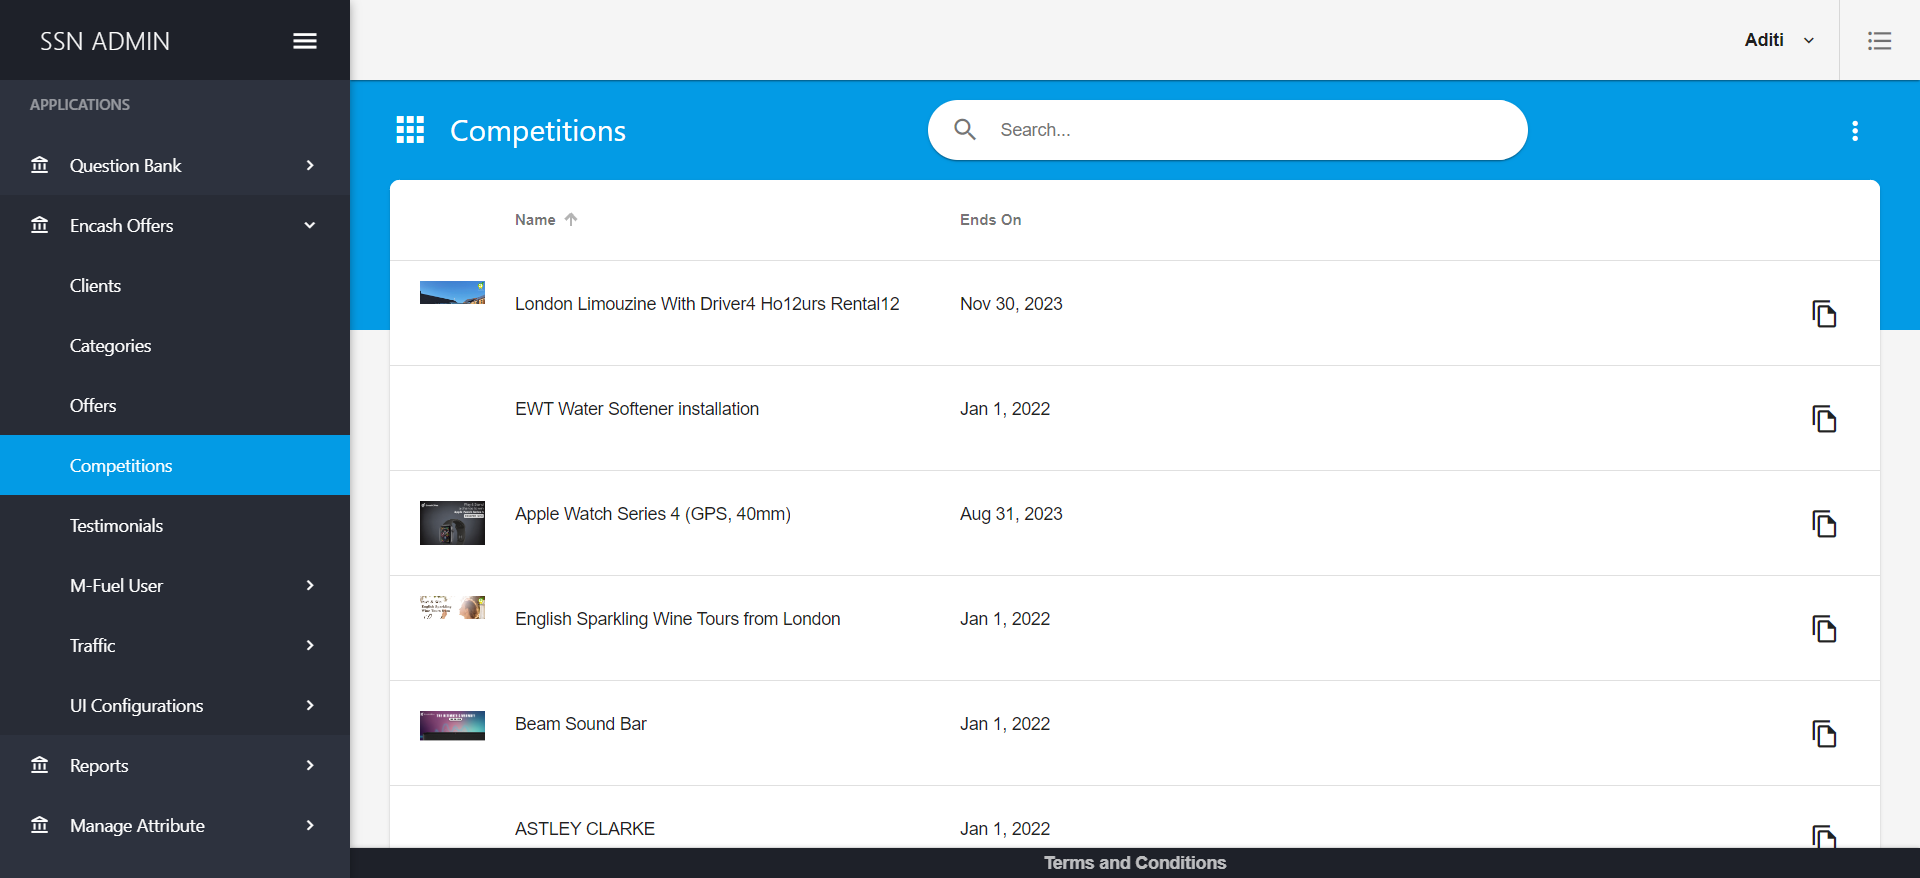 SSN ADMIN
Aditi
APPLICATIONS
Question Bank
Encash Offers
Clients
Categories
Offers
Competitions
Testimonials
M-Fuel User
Traffic
UI Configurations
Reports
Manage Attribute
Competitions
Search...
Name
Ends On
London Limouzine With Driver4 Ho12urs Rental12
Nov 30, 2023
EWT Water Softener installation
Jan 1, 2022
Apple Watch Series 4 (GPS, 40mm)
Aug 31, 2023
English Sparkling Wine Tours from London
Jan 1, 2022
Beam Sound Bar
Jan 1, 2022
ASTLEY CLARKE
Jan 1, 2022
Terms and Conditions